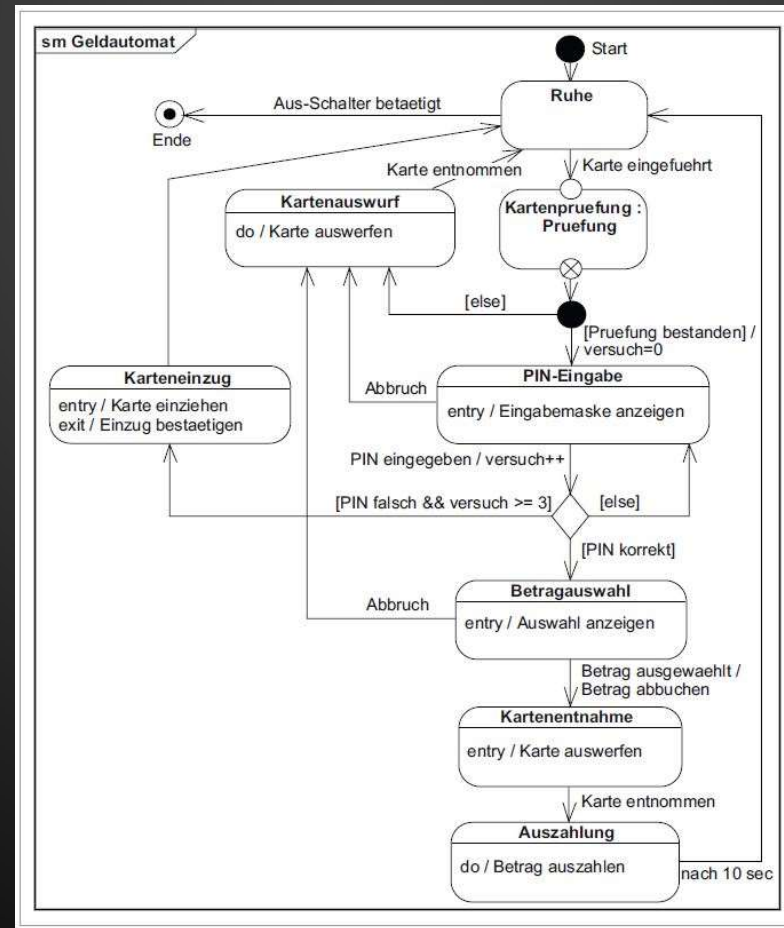 sm Geldautomat
Start
Ruhe
Aus-Schalter betaetigt
Ende
Karte entnommen
Karte eingefuehrt
Kartenauswurf
do / Karte auswerfen
Kartenpruefung :
Pruefung
[else]
[Pruefung bestanden] /
versuch=0
Karteneinzug
entry / Karte einziehen
exit / Einzug bestaetigen
Abbruch
PIN-Eingabe
entry / Eingabemaske anzeigen
PIN eingegeben / versuch++
[PIN falsch && versuch >= 3]
[else]
[PIN korrekt]
Abbruch
Betragauswahl
entry / Auswahl anzeigen
Betrag ausgewaehlt /
Betrag abbuchen
Kartenentnahme
entry / Karte auswerfen
Karte entnommen
Auszahlung
do / Betrag auszahlen
nach 10 sec